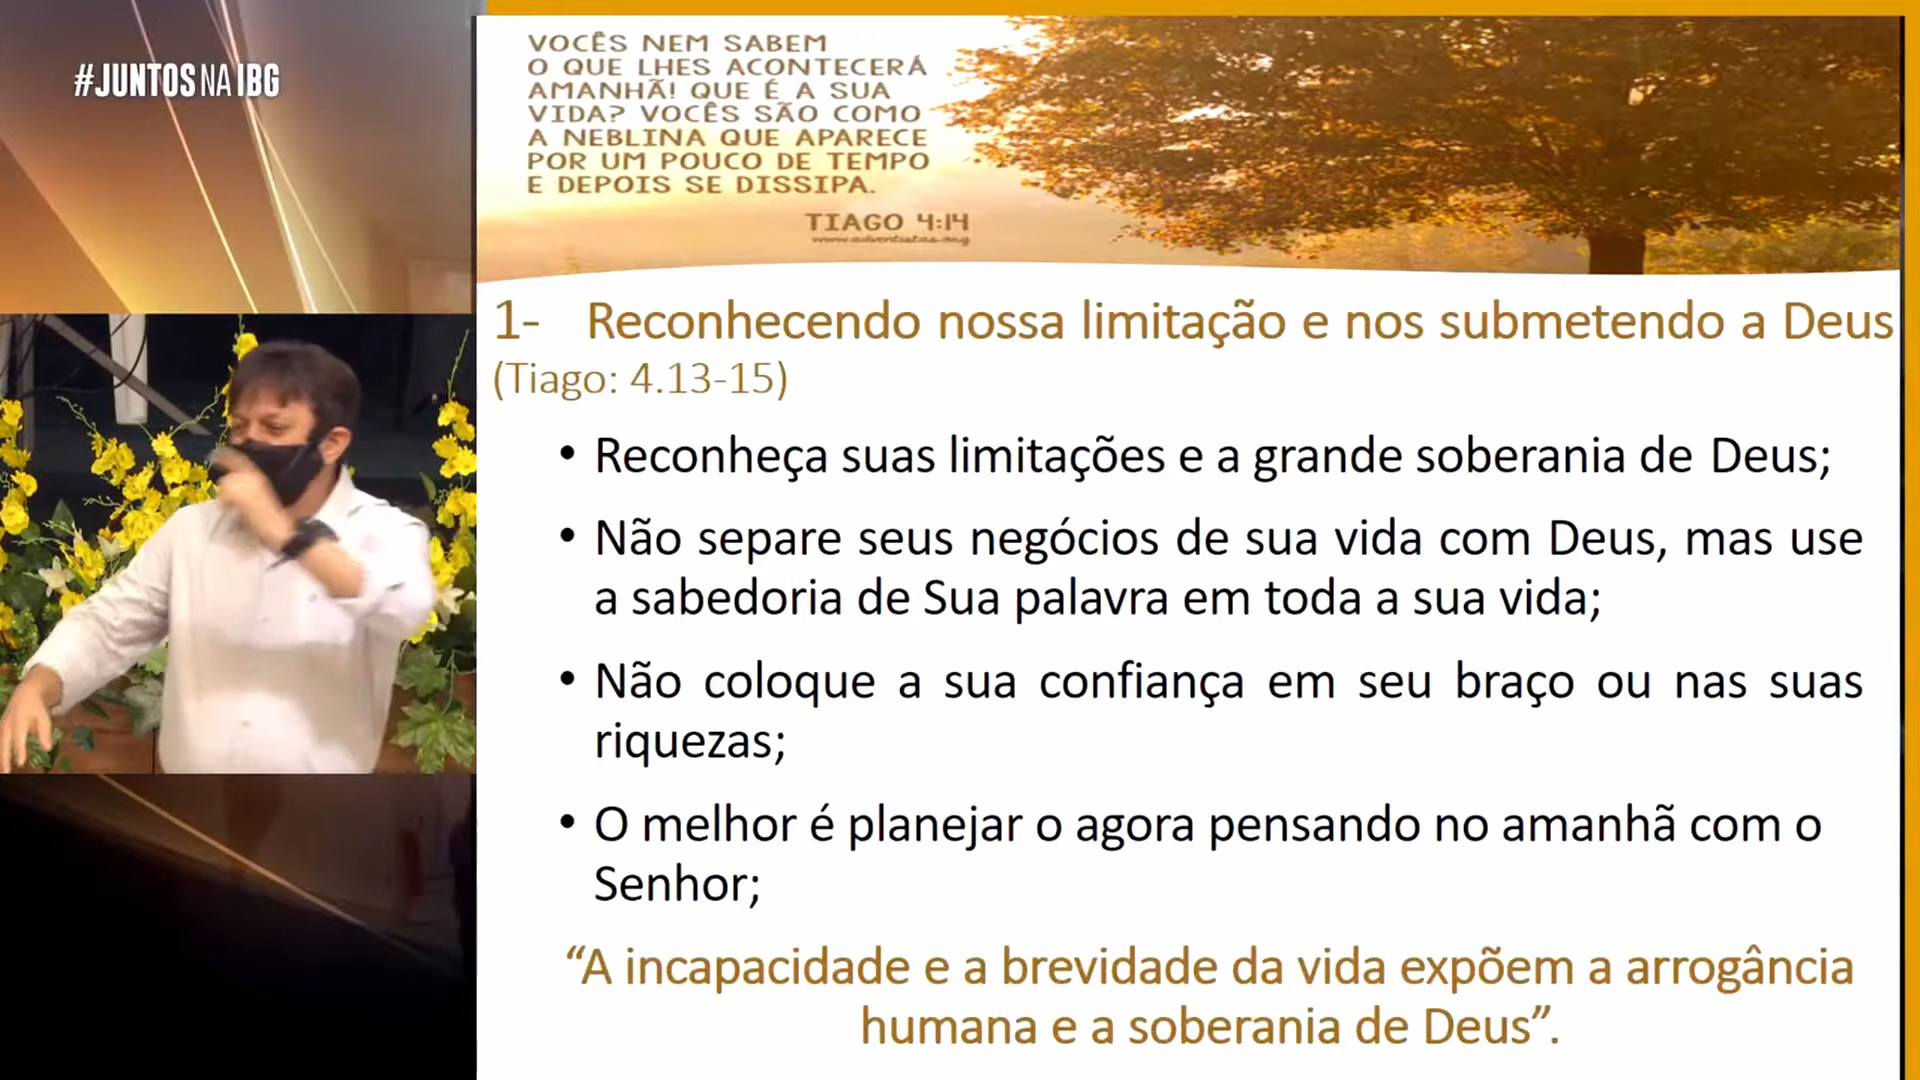 #JUNTOSNAIBG
VOCÊS NEM SABEM
O QUE LHES ACONTECERÁ
AMANHÃ! QUE É A SUA
VIDA? VOCÊS SÃO COMO
A NEBLINA QUE APARECE
POR UM POUCO DE TEMPO
E DEPOIS SE DISSIPA.
TIAGO 4:14
www.adventistas.org
1- Reconhecendo nossa limitação e nos submetendo a Deus
(Tiago: 4.13-15)
• Reconheça suas limitações e a grande soberania de Deus;
• Não separe seus negócios de sua vida com Deus, mas use
a sabedoria de Sua palavra em toda a sua vida;
• Não coloque a sua confiança em seu braço ou nas suas
riquezas;
• O melhor é planejar o agora pensando no amanhã com o
Senhor;
“A incapacidade e a brevidade da vida expõem a arrogância
humana e a soberania de Deus”.